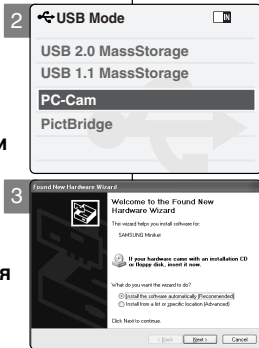 2
USB Mode
IN
USB 2.0 MassStorage
USB 1.1 MassStorage
PC-Cam
PictBridge
и
3
Found New Hardware Wizard
Welcome to the Found New
Hardware Wizard
This wizard helps you install software for:
SAMSUNG Miniket
If your hardware came with an installation CD
or floppy disk, insert it now.
What do you want the wizard to do?
Install the software automatically (Recommended)
Install from a list or specific location (Advanced)
Click Next to continue.
я
< Back
Next >
Cancel